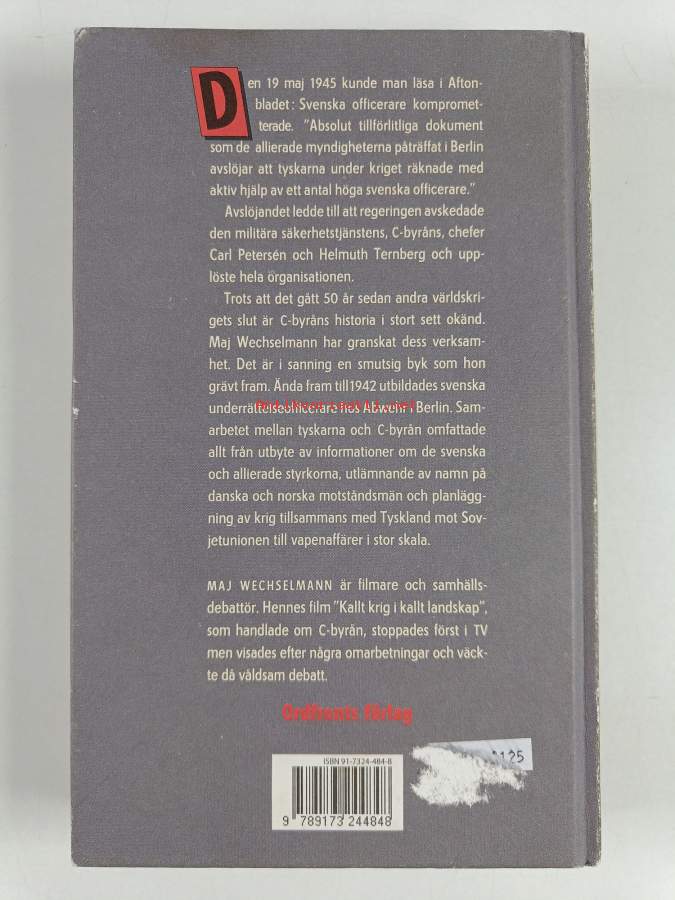 Den 19 maj 1945 kunde man läsa i Afton-
bladet: Svenska officerare kompromet-
terade. "Absolut tillförlitliga dokument
som de allierade myndigheterna påträffat i Berlin
avslöjar att tyskarna under kriget räknade med
aktiv hjälp av ett antal höga svenska officerare."
Avslöjandet ledde till att regeringen avskedade
den militära säkerhetstjänstens, C-byråns, chefer
Carl Petersén och Helmuth Ternberg och upp-
löste hela organisationen.
Trots att det gått 50 år sedan andra världskri-
gets slut är C-byråns historia i stort sett okänd.
Maj Wechselmann har granskat dess verksam-
het. Det är i sanning en smutsig byk som hon
grävt fram. Ända fram till 1942 utbildades svenska
underrättelseofficerare hos Abwehr i Berlin. Sam-
arbetet mellan tyskarna och C-byrån omfattade
allt från utbyte av informationer om de svenska
och allierade styrkorna, utlämnande av namn på
danska och norska motståndsmän och planlägg-
ning av krig tillsammans med Tyskland mot Sov-
jetunionen till vapenaffärer i stor skala.
MAJ WECHSELMANN är filmare och samhälls-
debattör. Hennes film "Kallt krig i kallt landskap",
som handlade om C-byrån, stoppades först i TV
men visades efter några omarbetningar och väck-
te då våldsam debatt.
Ordfronts förlag
ISBN 91-7324-484-8
9 789173 244848